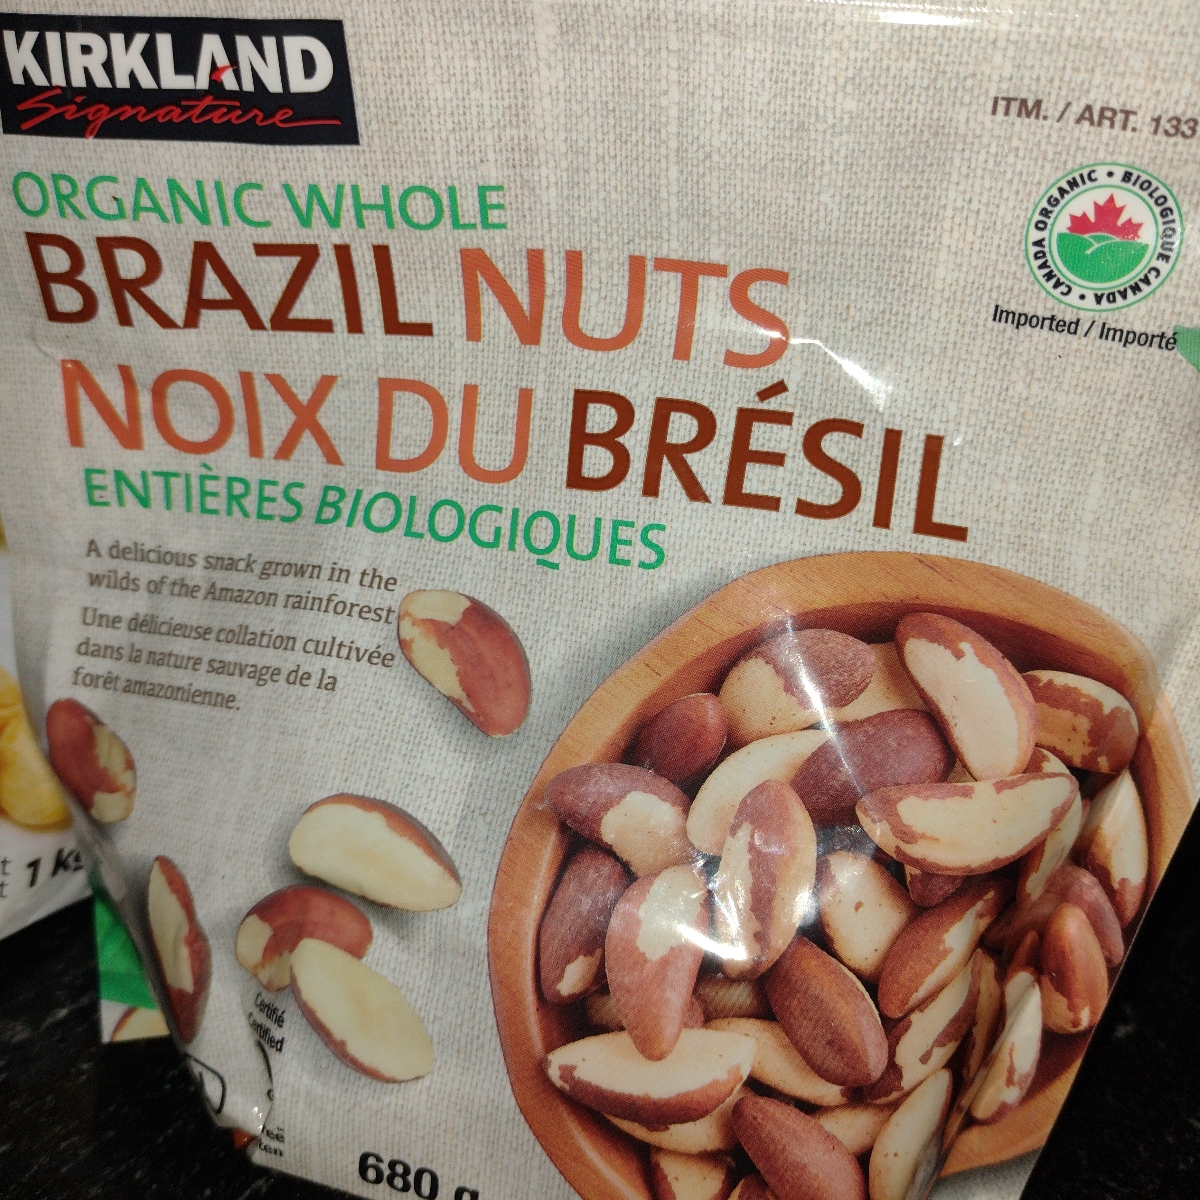 KIRKLAND
Signature
ITM. / ART. 133
CANADA ORGANIC • BIOLOGIQUE CANADA •
Imported / Importé
ORGANIC WHOLE
BRAZIL NUTS
NOIX DU BRÉSIL
ENTIÈRES BIOLOGIQUES
A delicious snack grown in the
wilds of the Amazon rainforest
Une délicieuse collation cultivée
dans la nature sauvage de la
forêt amazonienne.
1 kg
Certifié
Certified
680 g